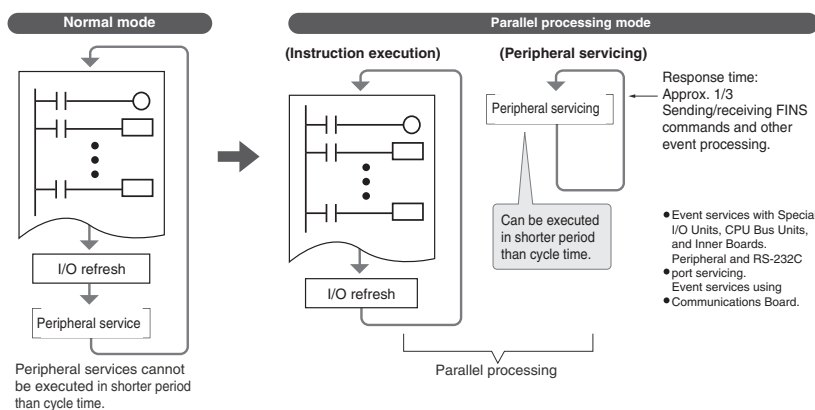 Normal mode
Parallel processing mode
(Instruction execution)
(Peripheral servicing)
I/O refresh
Peripheral service
Peripheral services cannot
be executed in shorter period
than cycle time.
I/O refresh
Peripheral servicing
Can be executed
in shorter period
than cycle time.
Parallel processing
Response time:
Approx. 1/3
Sending/receiving FINS
commands and other
event processing.
● Event services with Specia
I/O Units, CPU Bus Units,
and Inner Boards.
Peripheral and RS-232C
● port servicing.
Event services using
● Communications Board.